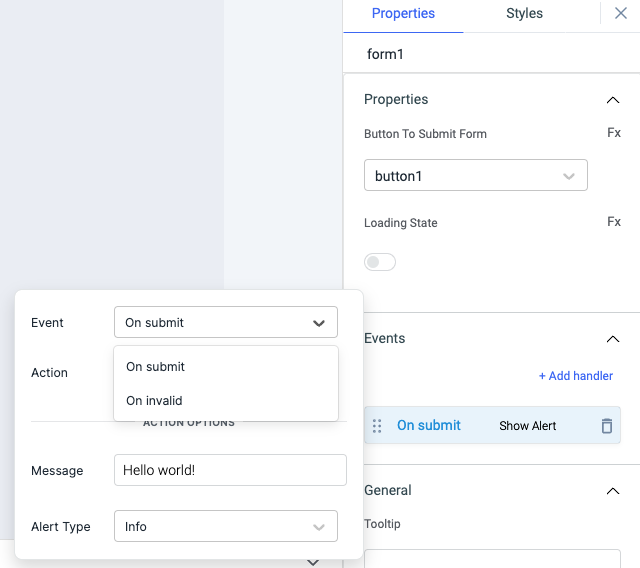 Properties Styles
form1
Properties
Button To Submit Form Fx
button1
Loading State Fx
Event On submit
On submit
On invalid
Action
ACTION OPTIONS
Message Hello world!
Alert Type Info
Events
+ Add handler
On submit Show Alert
General
Tooltip